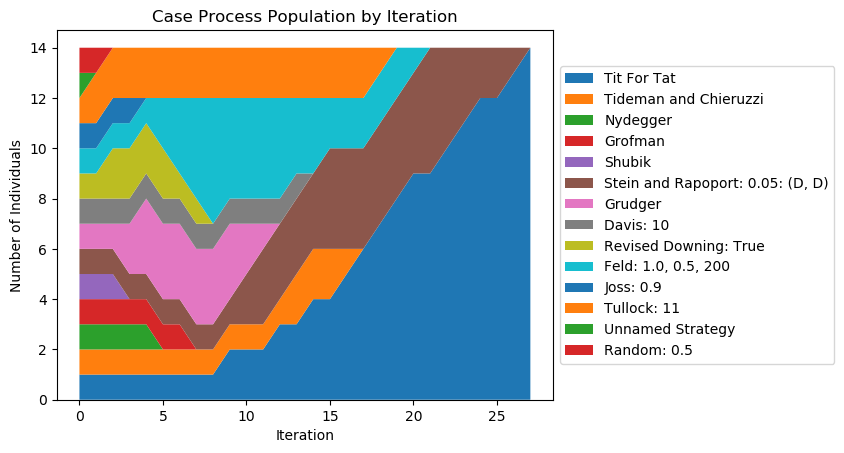 Case Process Population by Iteration
Number of Individuals
14
12
10
8
6
4
2
0
0 5 10 15 20 25
Iteration
Tit For Tat
Tideman and Chieruzzi
Nydegger
Grofman
Shubik
Stein and Rapoport: 0.05: (D, D)
Grudger
Davis: 10
Revised Downing: True
Feld: 1.0, 0.5, 200
Joss: 0.9
Tullock: 11
Unnamed Strategy
Random: 0.5